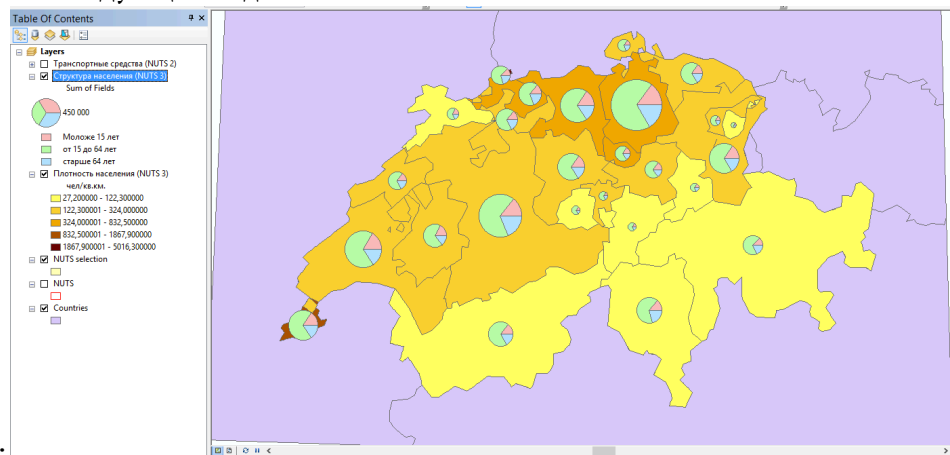 Table Of Contents
Layers
Транспортные средства (NUTS 2)
Структура населения (NUTS 3)
Sum of Fields
450 000
Моложе 15 лет
от 15 до 64 лет
старше 64 лет
Плотность населения (NUTS 3)
чел/кв.км.
27,200000 - 122,300000
122,300001 - 324,000000
324,000001 - 832,500000
832,500001 - 1867,900000
1867,900001 - 5016,300000
NUTS selection
NUTS
Countries